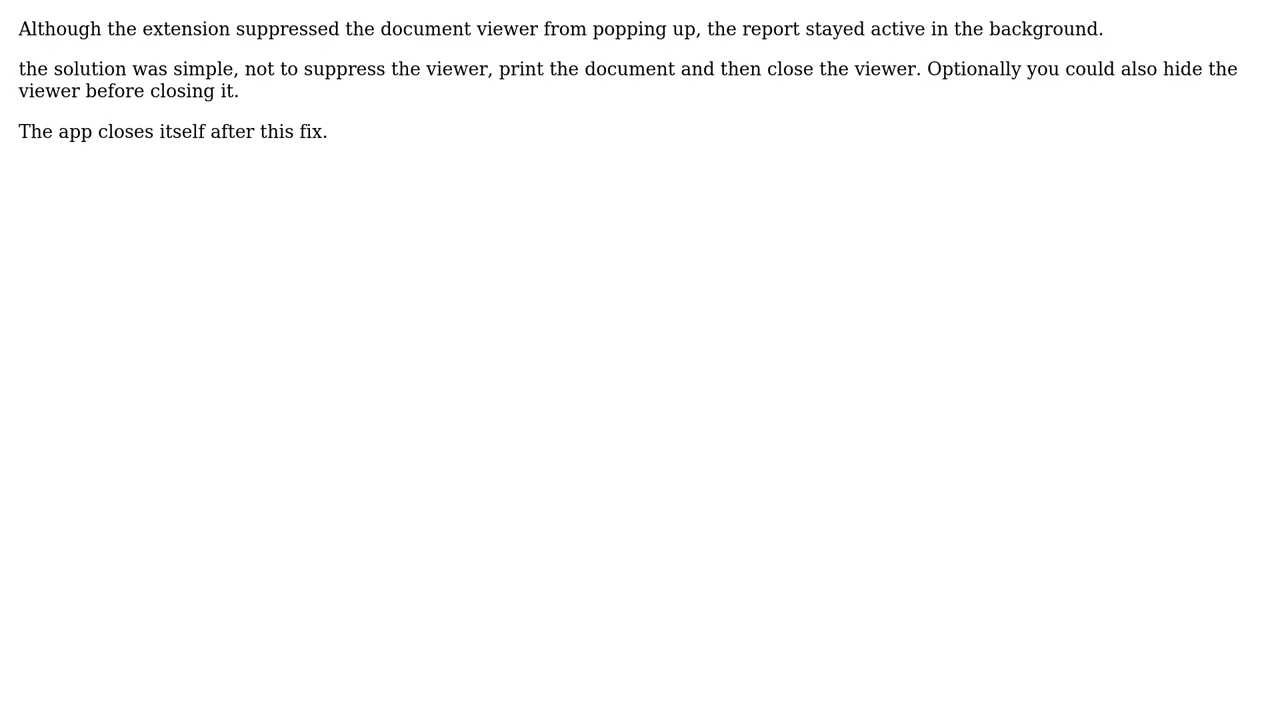 Although the extension suppressed the document viewer from popping up, the report stayed active in the background.
the solution was simple, not to suppress the viewer, print the document and then close the viewer. Optionally you could also hide the
viewer before closing it.
The app closes itself after this fix.